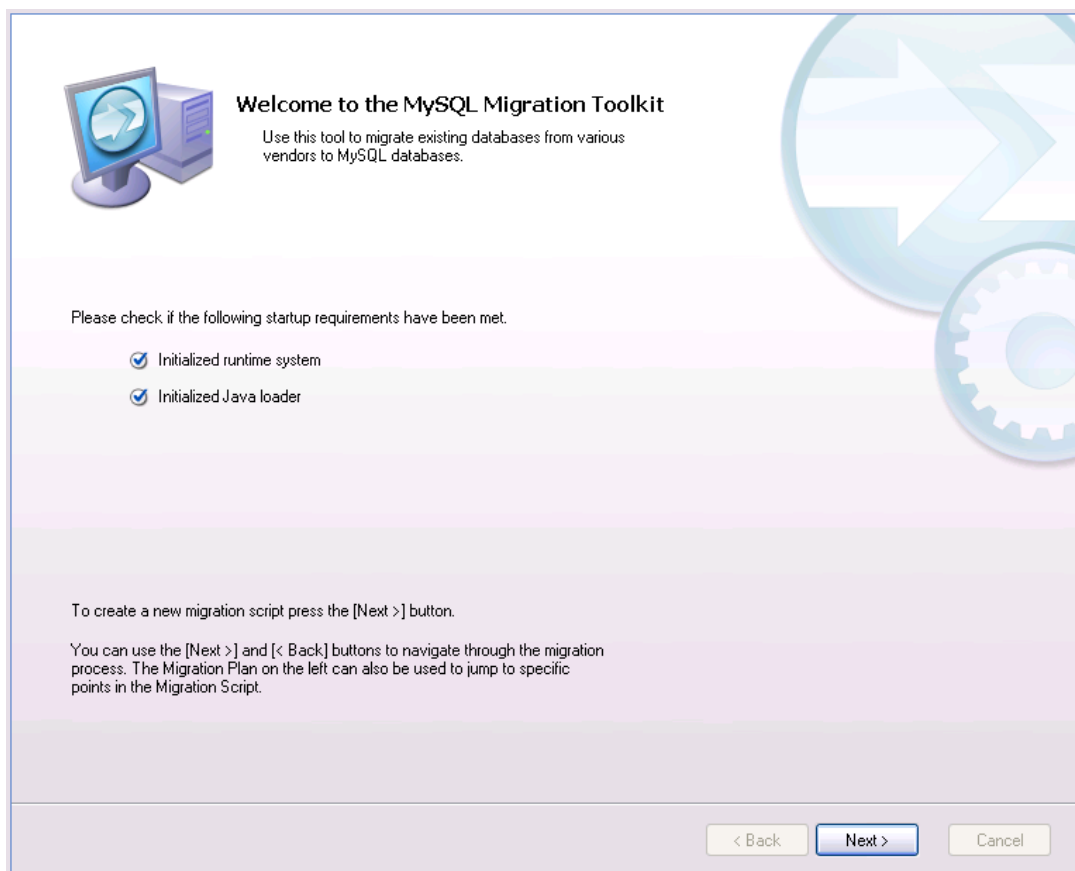 Welcome to the MySQL Migration Toolkit
Use this tool to migrate existing databases from various
vendors to MySQL databases.
Please check if the following startup requirements have been met.
Initialized runtime system
Initialized Java loader
To create a new migration script press the [Next >] button.
You can use the [Next >] and [< Back] buttons to navigate through the migration
process. The Migration Plan on the left can also be used to jump to specific
points in the Migration Script.
< Back Next > Cancel